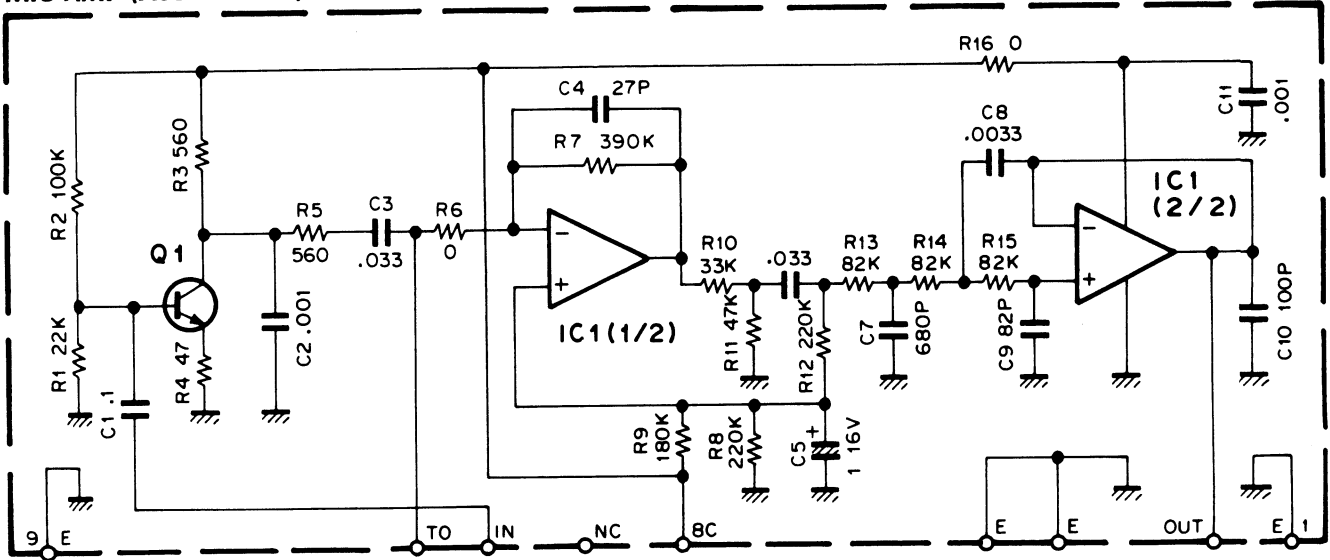 R16 0
C4 27P
C11 .001
C8
.0033
R7 390K
R3 560
R2 100K
IC1
(2/2)
R5
560
C3
.033
R6
0
Q1
R10
33K
.033
R13
82K
R14
82K
R15
82K
−
+
−
+
IC1(1/2)
R1 22K
R4 47
C2 .001
R11 47K
R12 220K
C7
680P
C9 82P
C10 100P
C1 .1
R9
180K
R8
220K
C5
+
1 16V
9 E
TO
IN
NC
8C
E
E
OUT
E 1